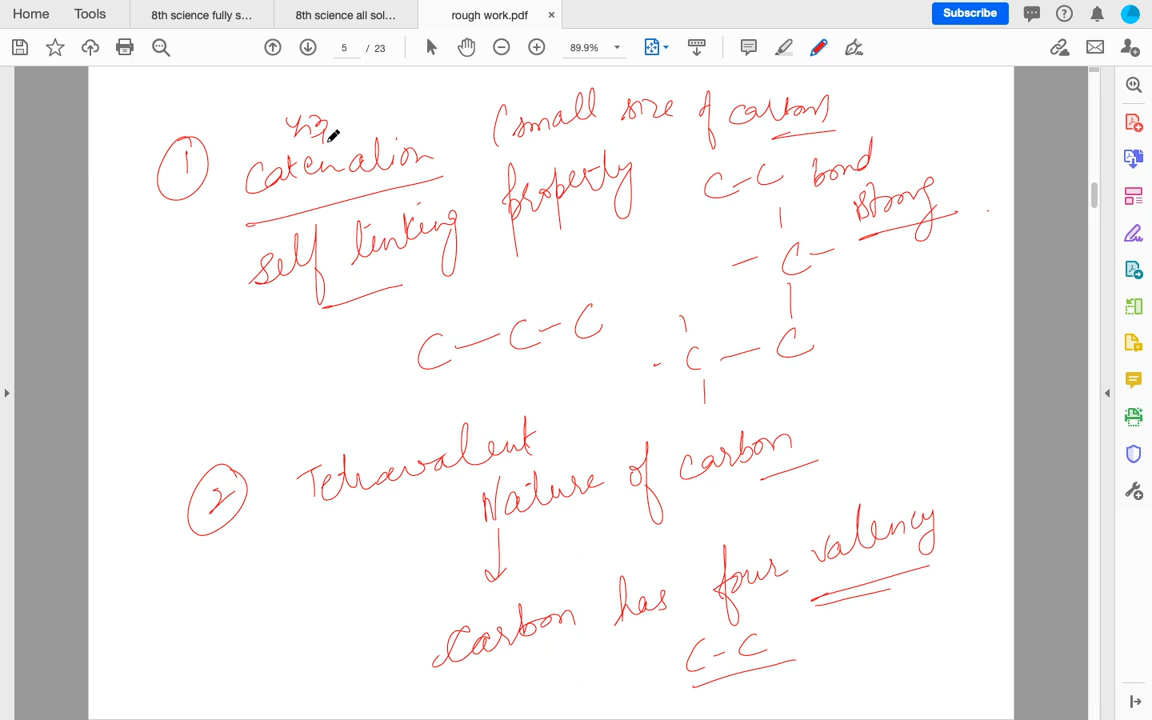 Home Tools 8th science fully s... 8th science all sol... rough work.pdf × Subscribe
5 / 23 89.9%
① Catenation (small size of carbon
self linking property C-C bond
strong
- C -
C - C - C
- C - C
② Tetravalent
Nature of carbon
↓
Carbon has four valency
C-C